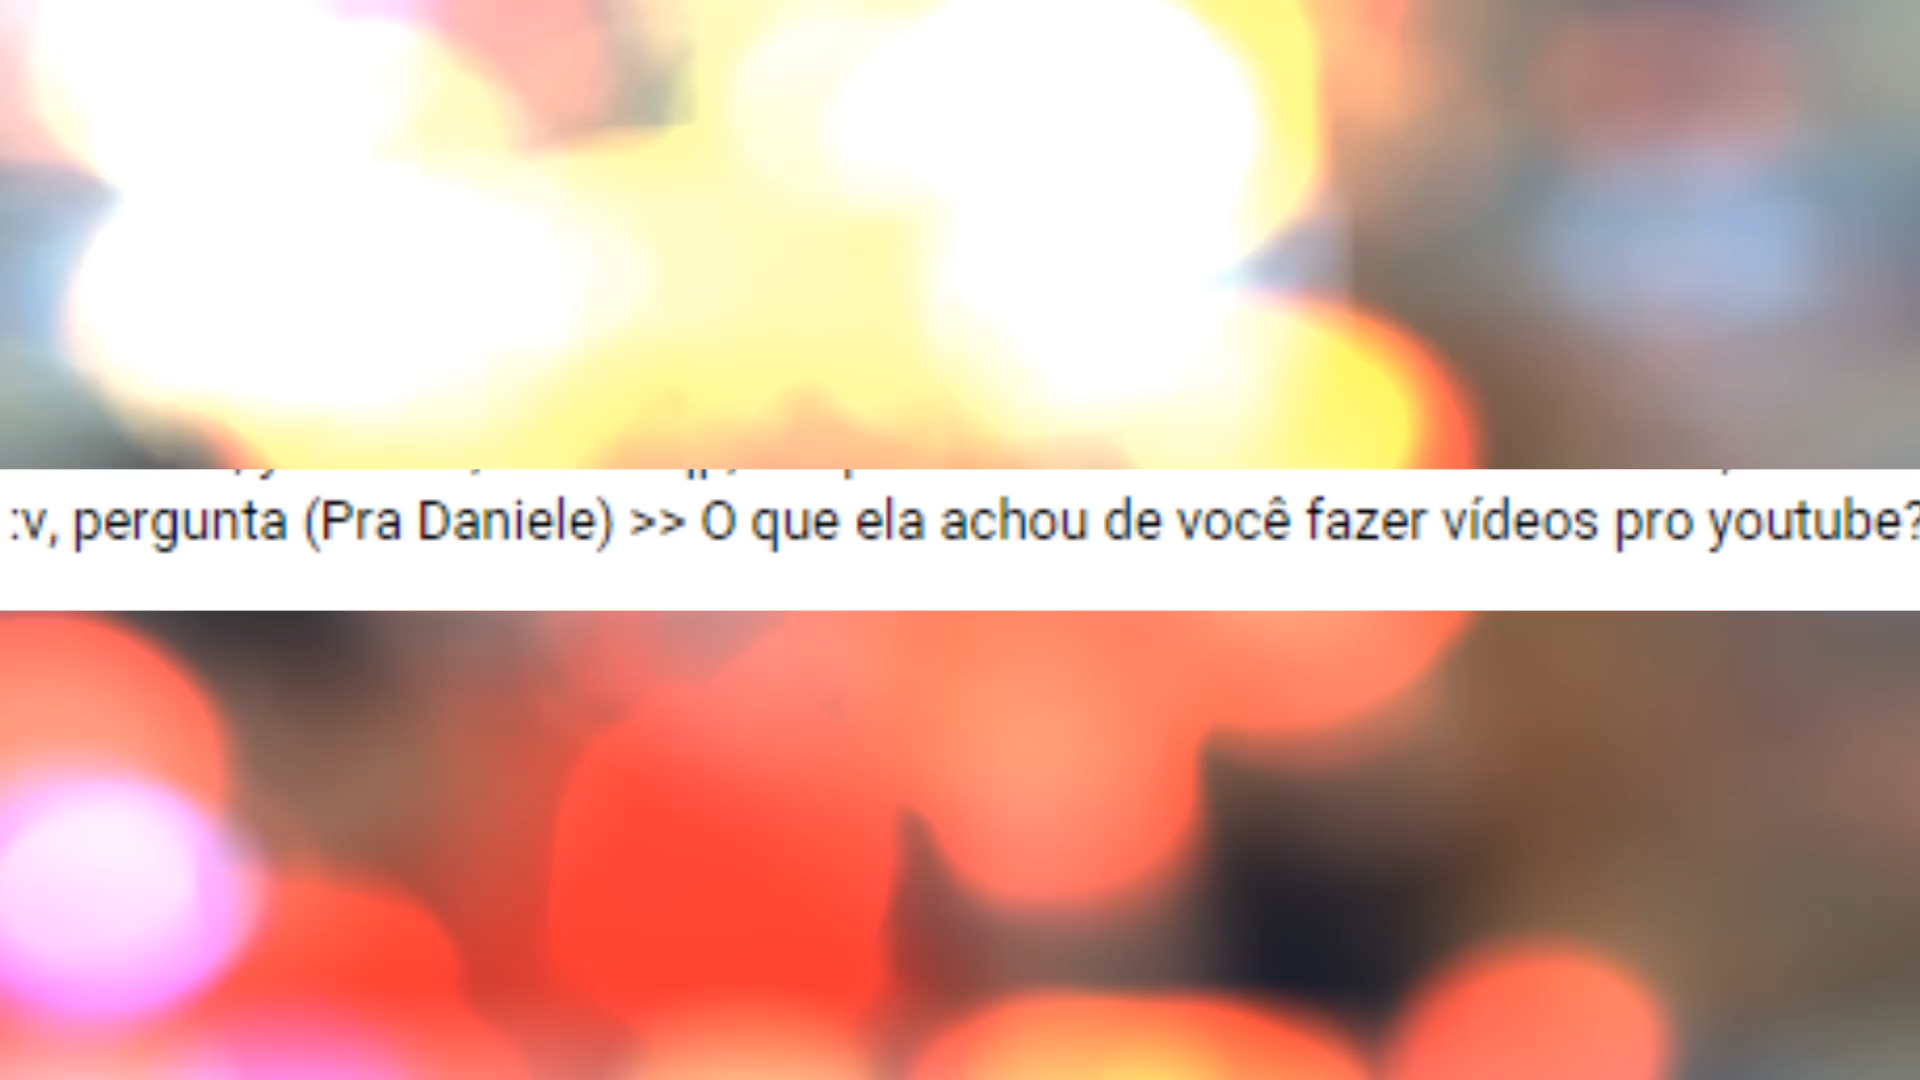 :v, pergunta (Pra Daniele) >> O que ela achou de você fazer vídeos pro youtube?